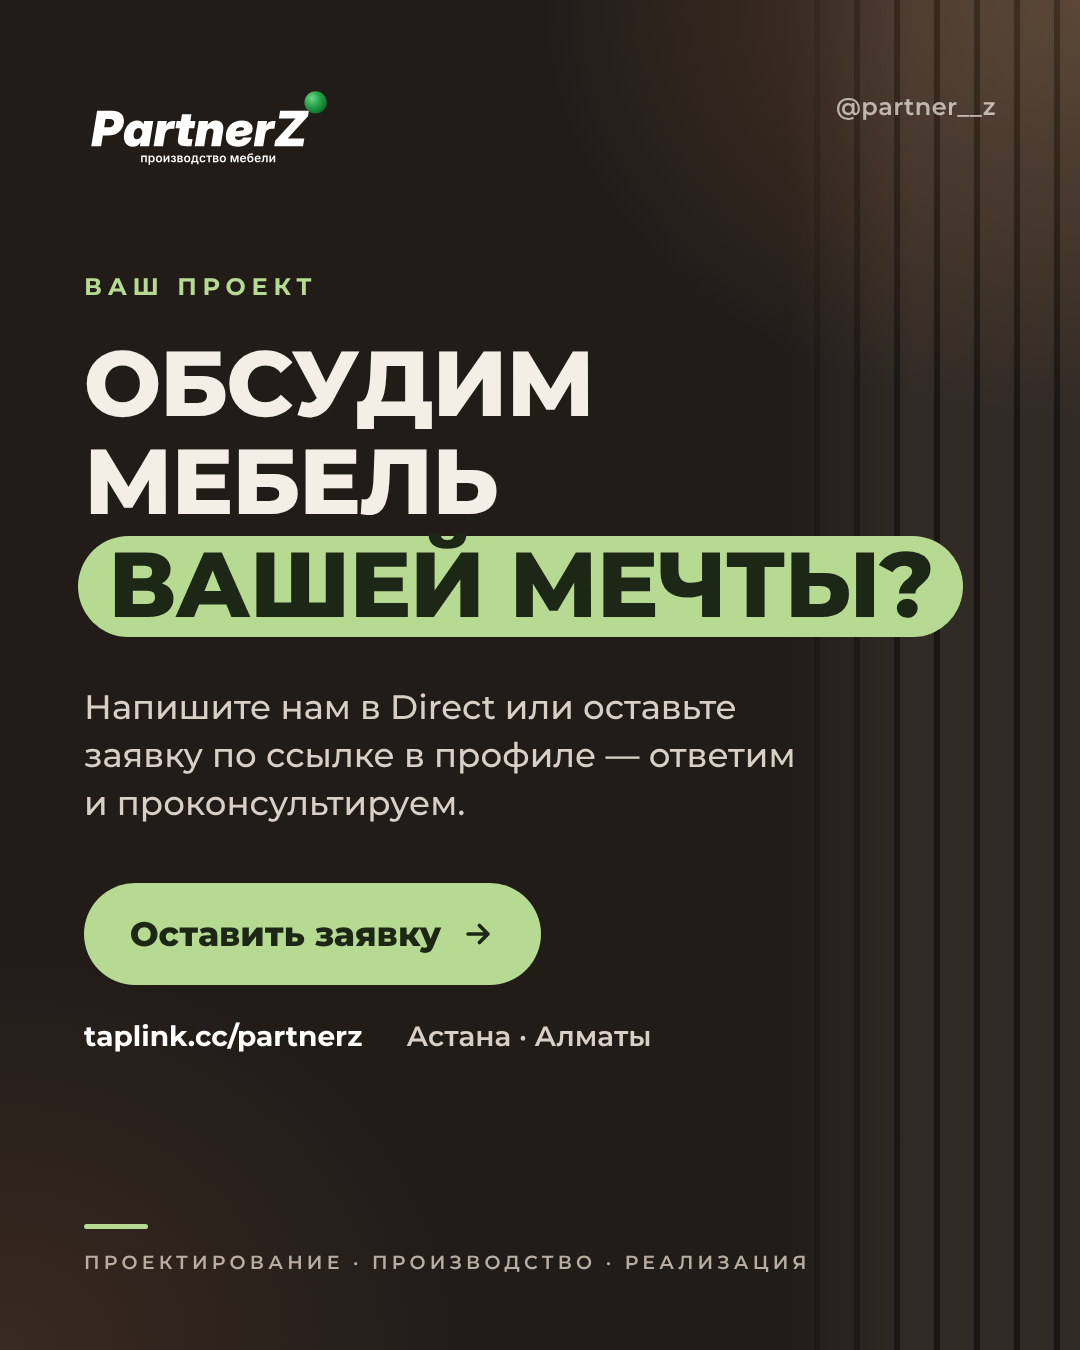 PartnerZ
производство мебели
@partner__z
ВАШ ПРОЕКТ
ОБСУДИМ
МЕБЕЛЬ
ВАШЕЙ МЕЧТЫ?
Напишите нам в Direct или оставьте
заявку по ссылке в профиле — ответим
и проконсультируем.
Оставить заявку →
taplink.cc/partnerz Астана · Алматы
ПРОЕКТИРОВАНИЕ · ПРОИЗВОДСТВО · РЕАЛИЗАЦИЯ